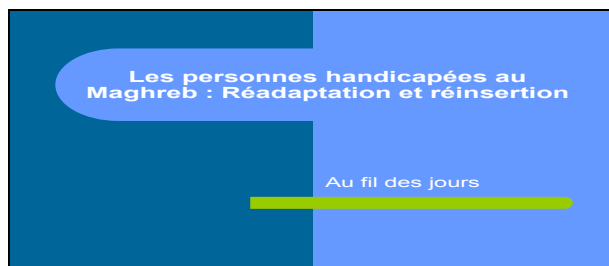 Les personnes handicapées au
Maghreb : Réadaptation et réinsertion
Au fil des jours